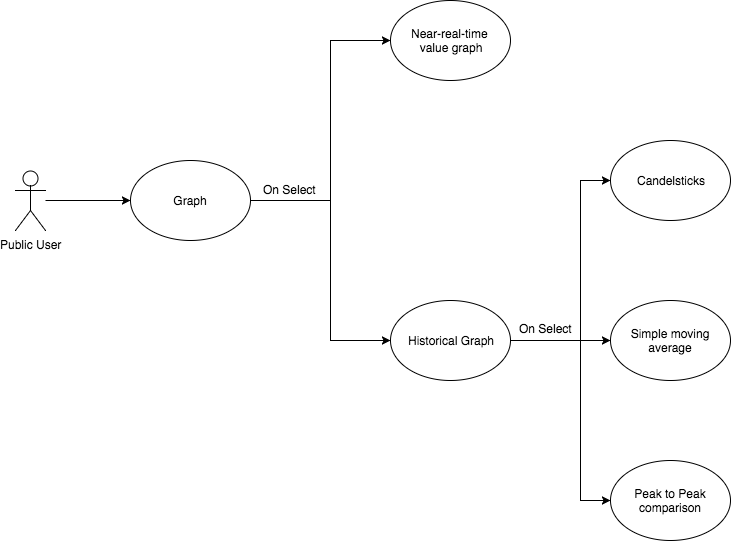 Near-real-time
value graph
Candelsticks
On Select
Graph
Public User
On Select
Historical Graph
Simple moving
average
Peak to Peak
comparison